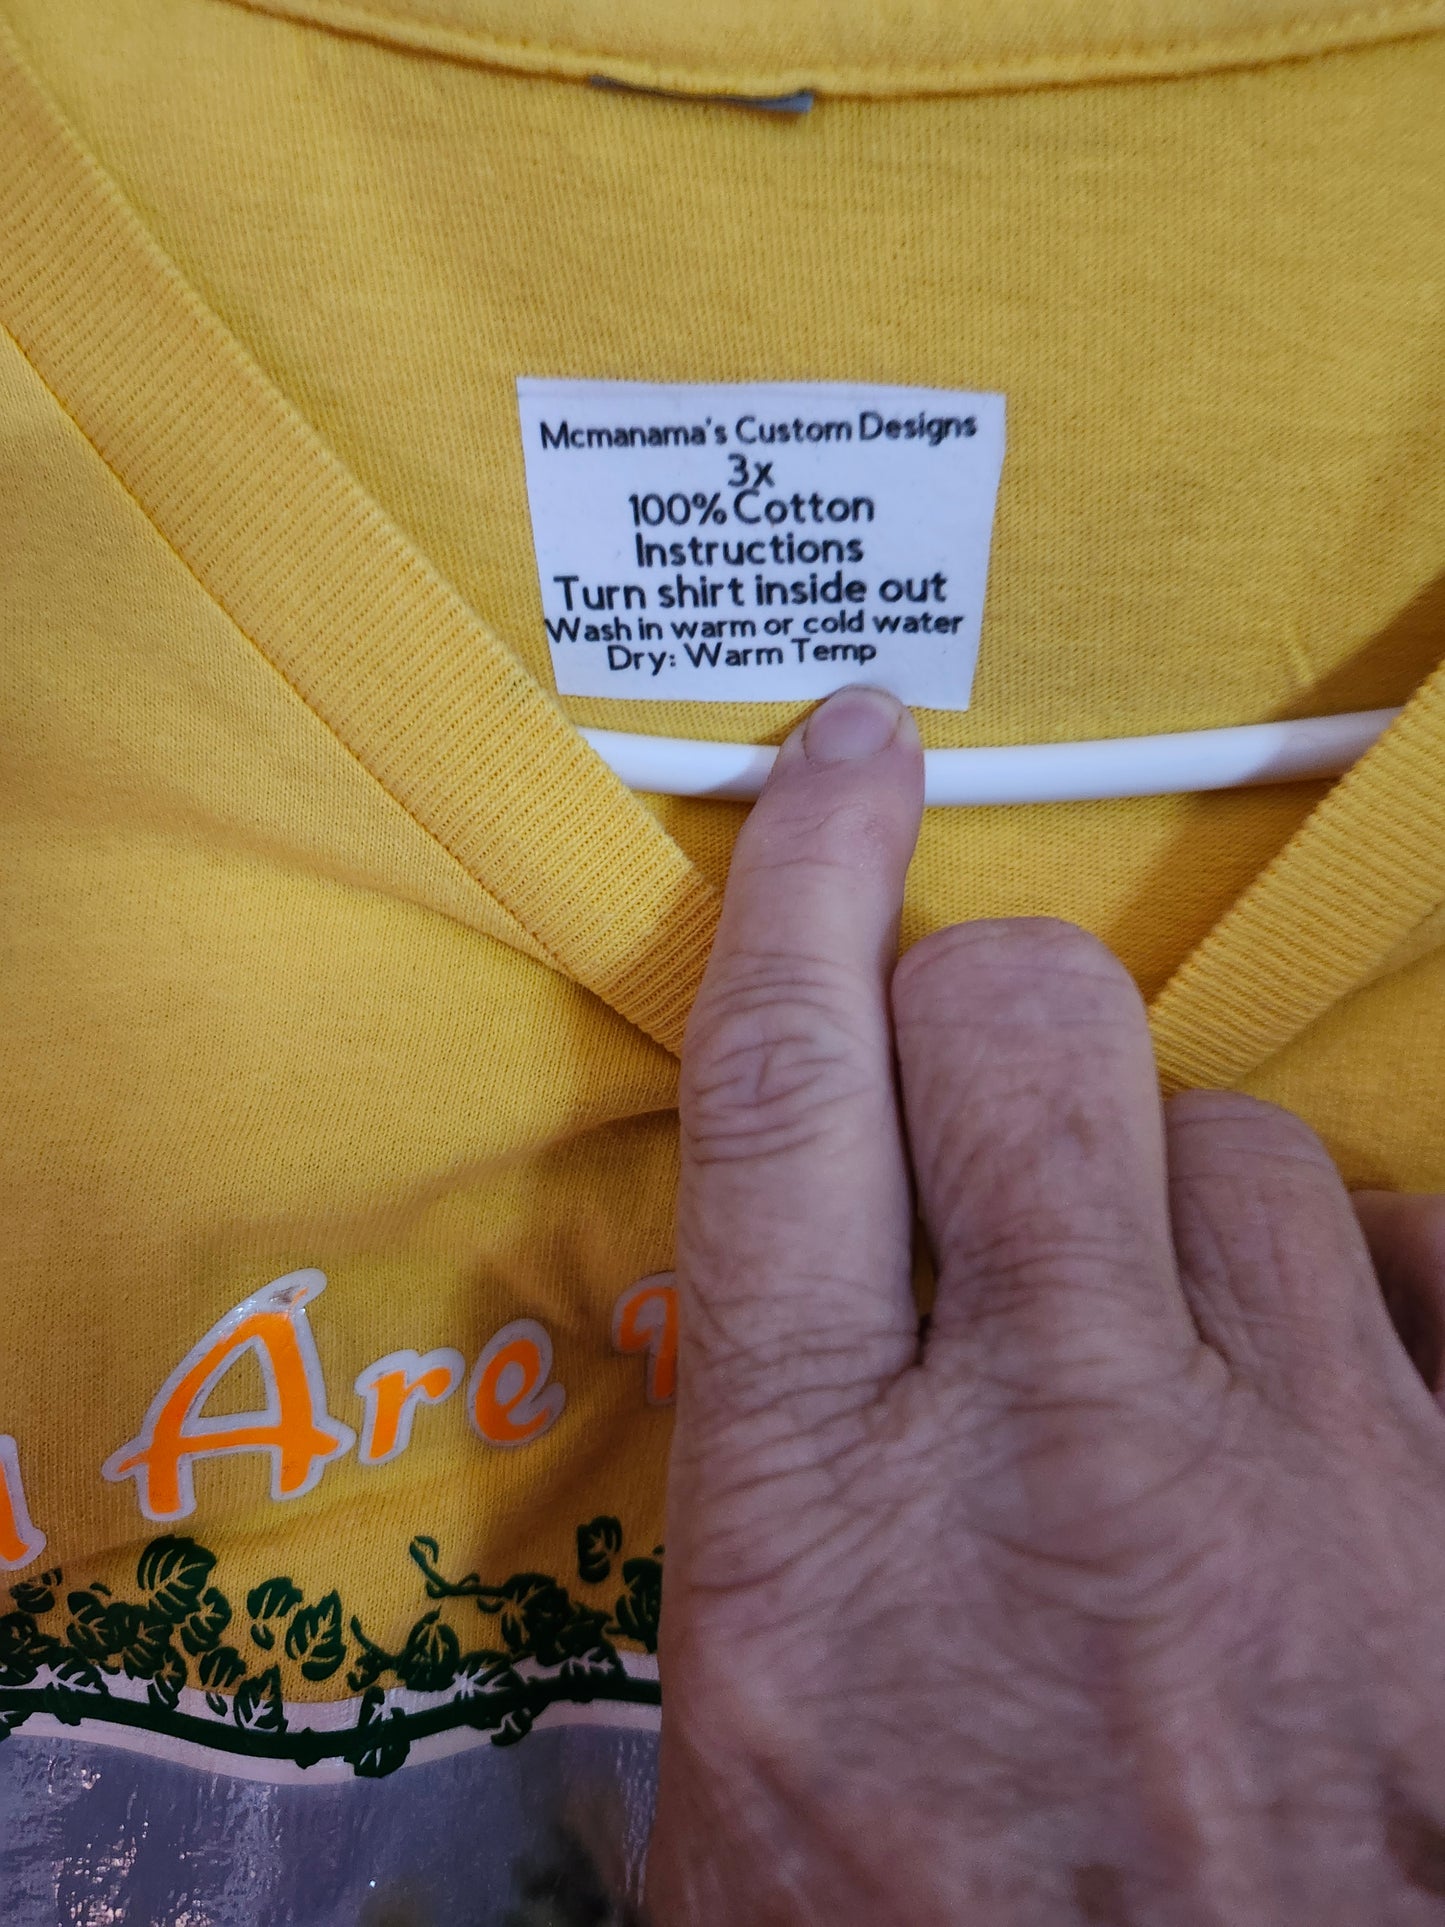 Mcmanama's Custom Designs
3x
100% Cotton
Instructions
Turn shirt inside out
Wash in warm or cold water
Dry: Warm Temp
Are